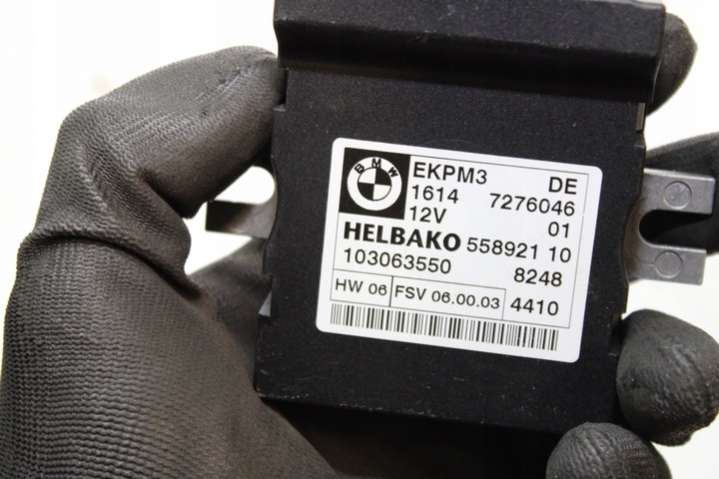 BMW
EKPM3 DE
1614 7276046
12V 01
HELBAKO 558921 10
103063550 8248
HW 06 FSV 06.00.03 4410